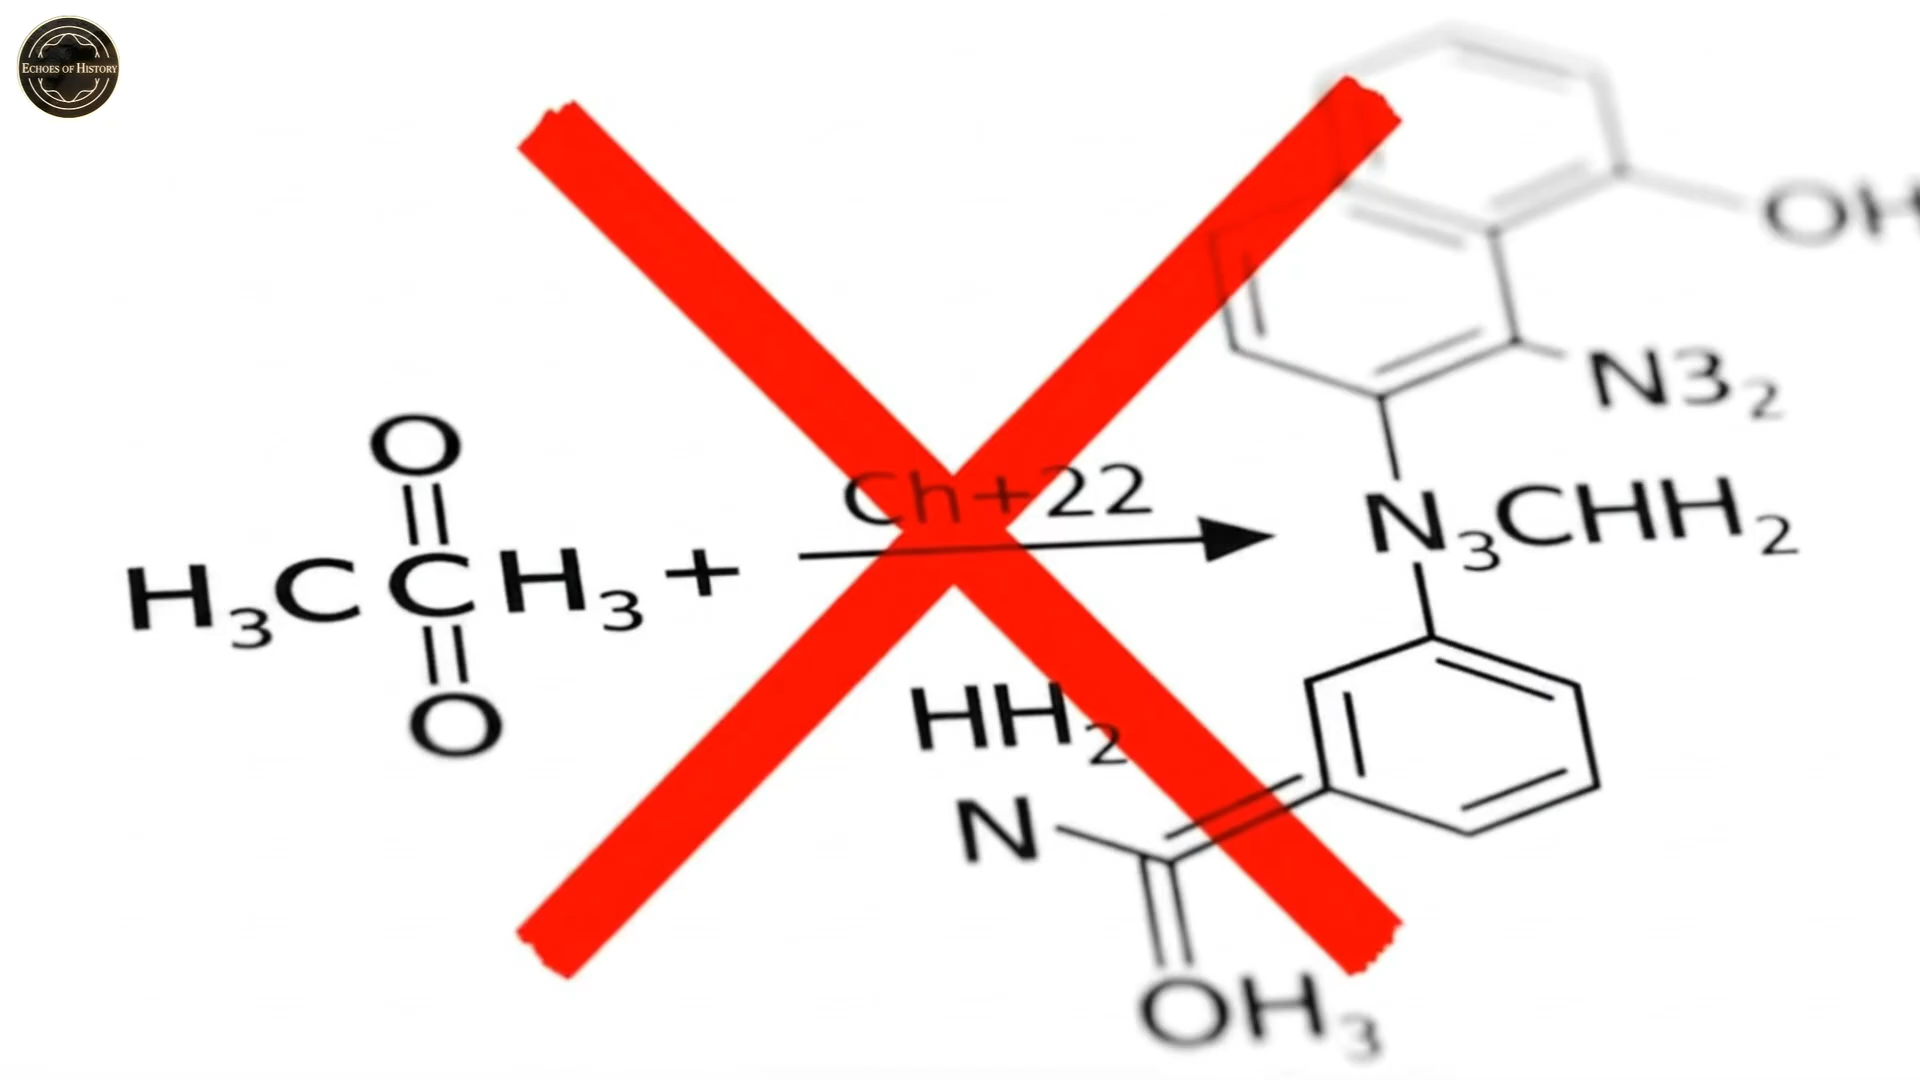 ECHOES OF HISTORY
OH
N3₂
O
Ch+22
H₃C C H₃ +
N₃CHH₂
O
HH₂
N
OH₃